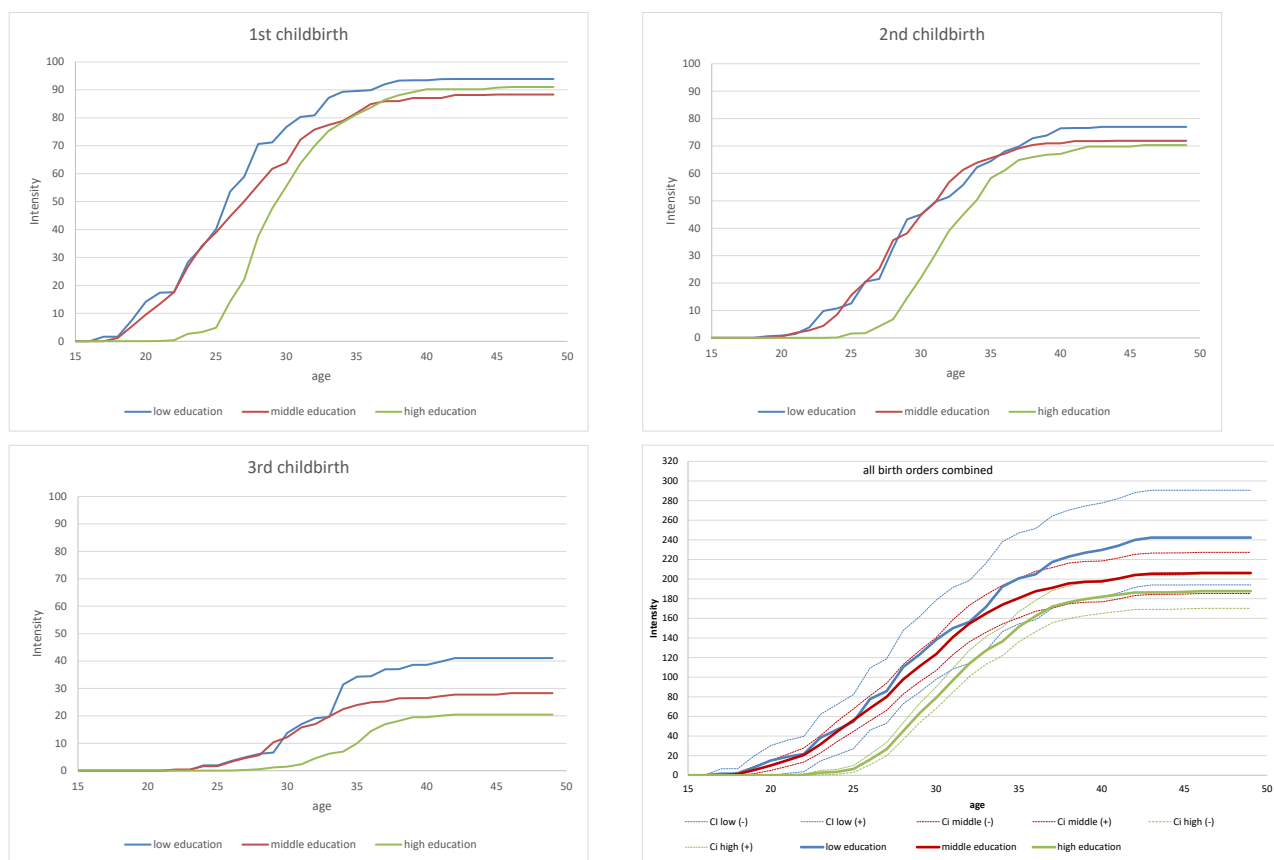 1st childbirth
100
90
80
70
60
50
40
30
20
10
0
Intensity
15 20 25 30 35 40 45 50
age
low education middle education high education
2nd childbirth
100
90
80
70
60
50
40
30
20
10
0
Intensity
15 20 25 30 35 40 45 50
age
low education middle education high education
3rd childbirth
100
90
80
70
60
50
40
30
20
10
0
Intensity
15 20 25 30 35 40 45 50
age
low education middle education high education
all birth orders combined
320
300
280
260
240
220
200
180
160
140
120
100
80
60
40
20
0
Intensity
15 20 25 30 35 40 45 50
age
CI low (-) CI low (+) Ci middle (-) Ci middle (+) Ci high (-)
Ci high (+) low education middle education high education